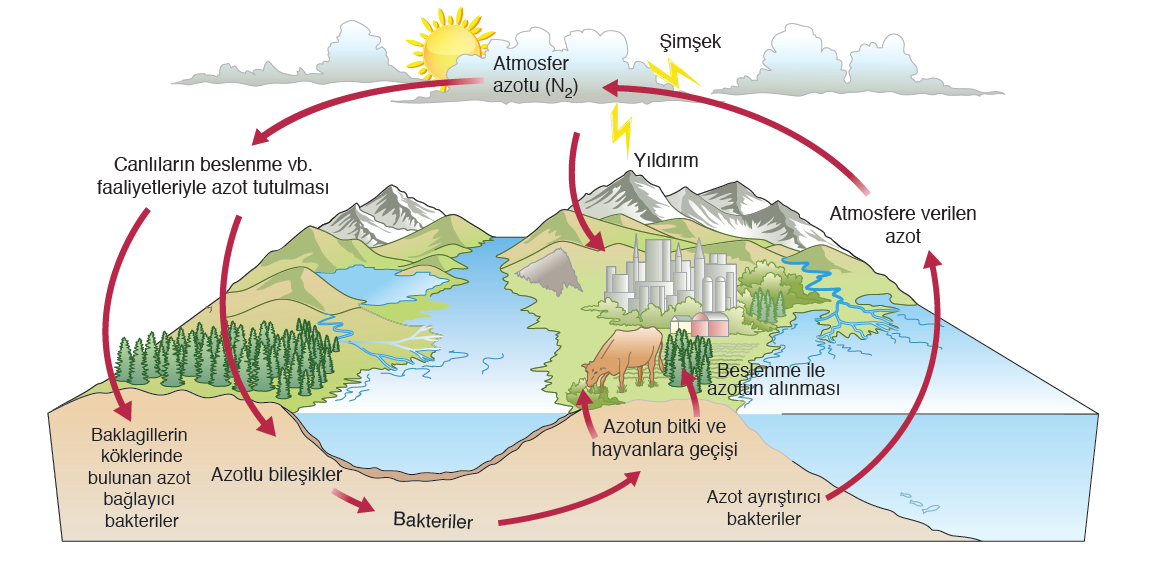 Şimşek
Atmosfer
azotu (N₂)
Yıldırım
Canlıların beslenme vb.
faaliyetleriyle azot tutulması
Atmosfere verilen
azot
Beslenme ile
azotun alınması
Azotun bitki ve
hayvanlara geçişi
Baklagillerin
köklerinde
bulunan azot
bağlayıcı
bakteriler
Azotlu bileşikler
Bakteriler
Azot ayrıştırıcı
bakteriler